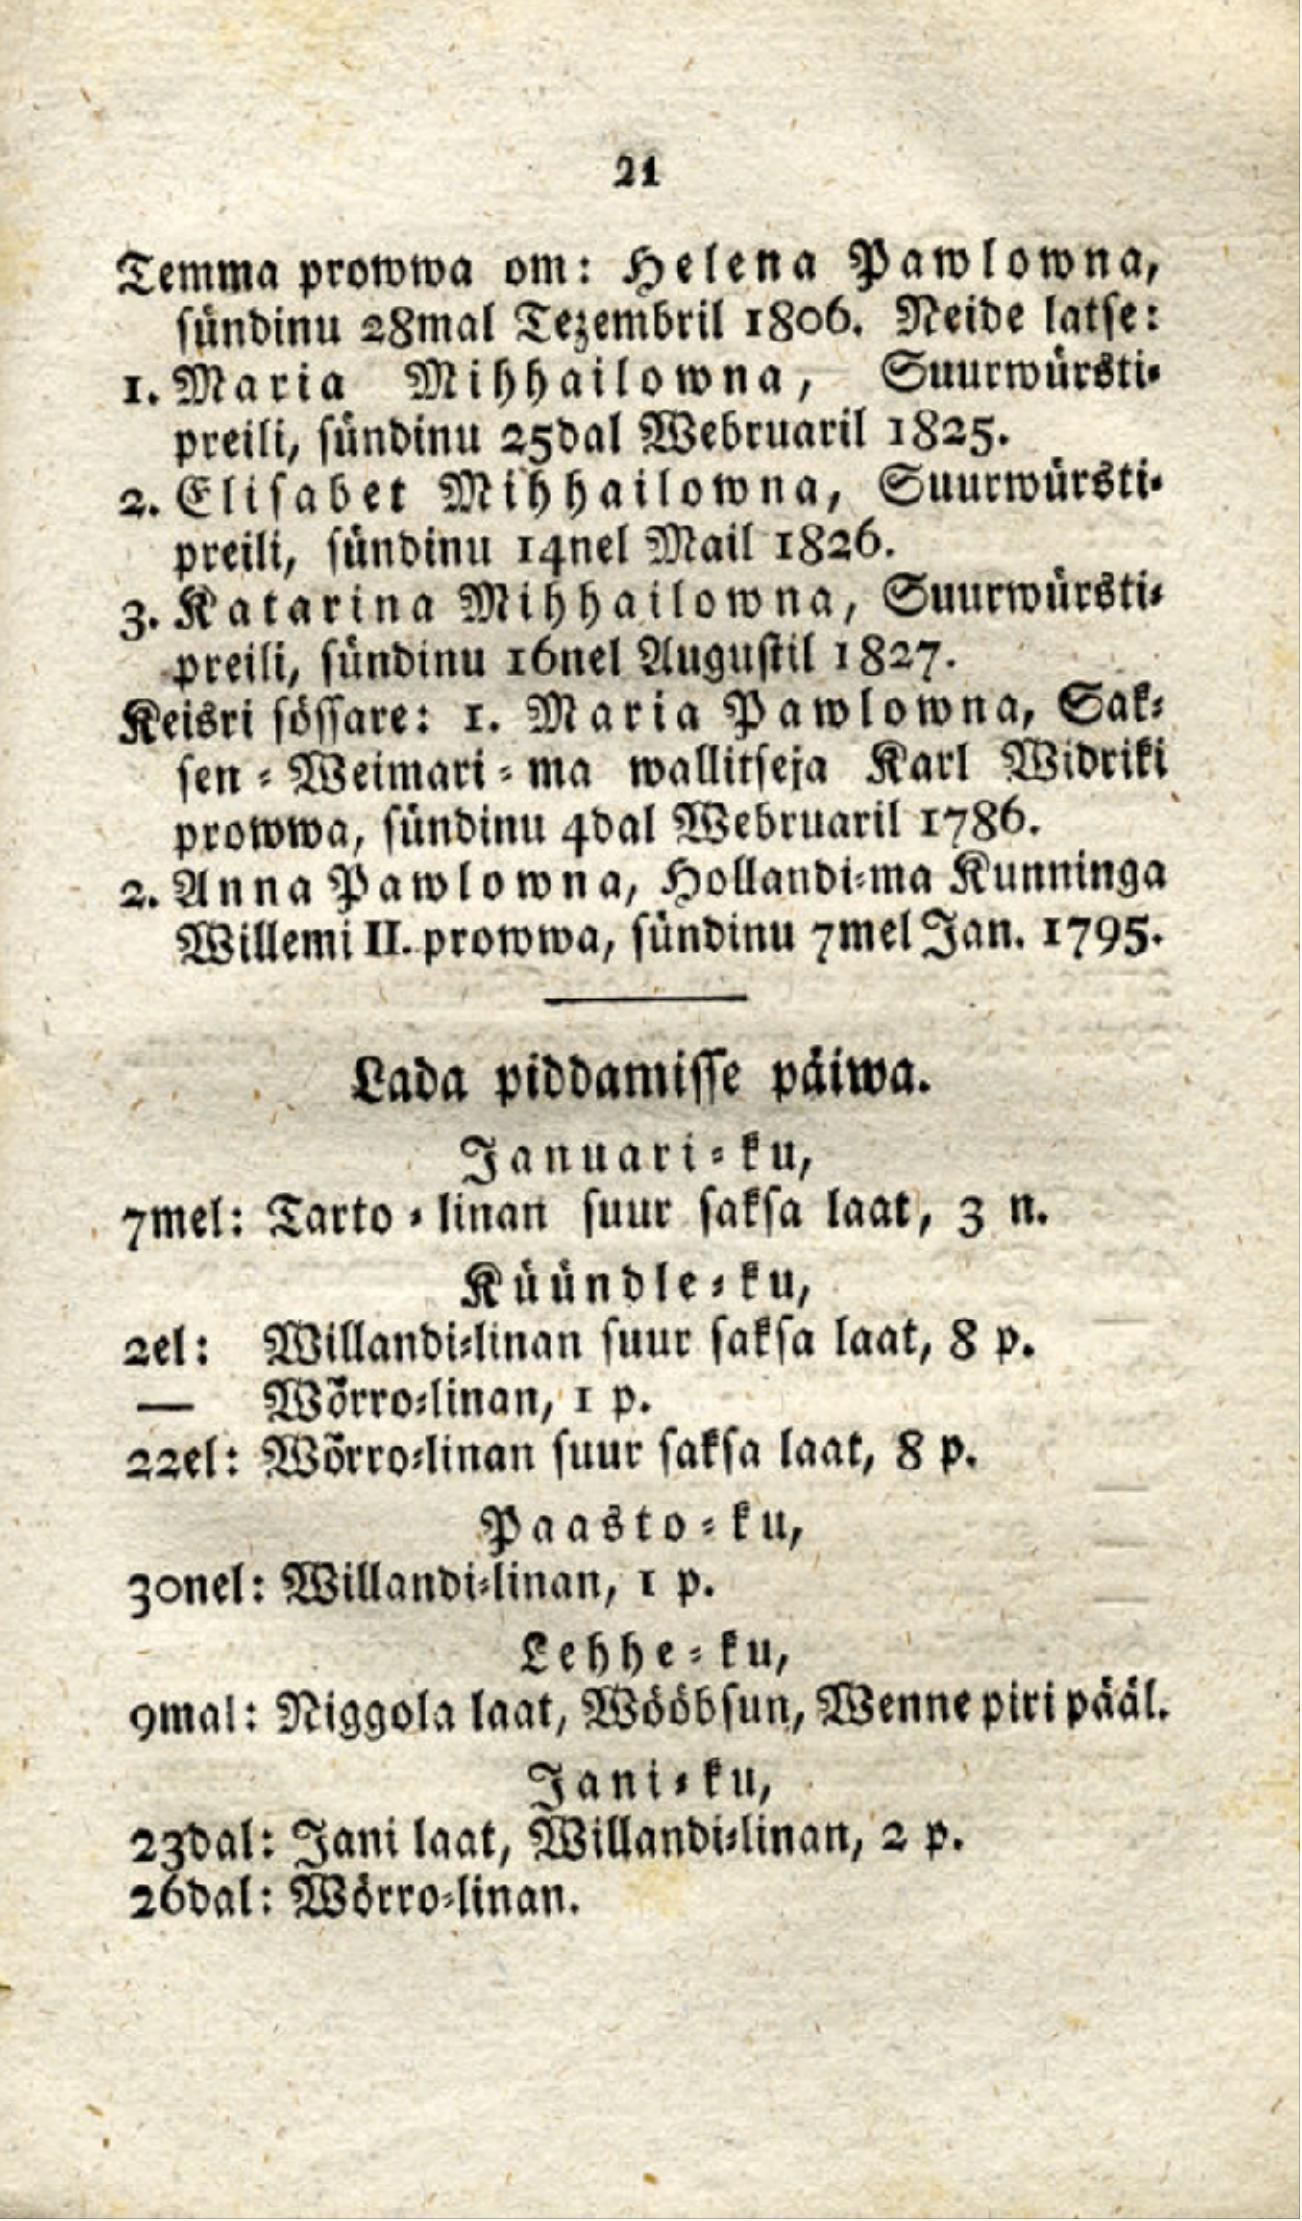 21
Temma prowwa om: Helena Pawlowna,
sündinu 28mal Tezembril 1806. Neide latse:
1. Maria Mihhailowna, Suurwürsti-
preili, sündinu 25dal Webruaril 1825.
2. Elisabet Mihhailowna, Suurwürsti-
preili, sündinu 14nel Mail 1826.
3. Katarina Mihhailowna, Suurwürsti-
preili, sündinu 16nel Augustil 1827.
Keisri sössare: 1. Maria Pawlowna, Sak-
sen-Weimari-ma wallitseja Karl Widriki
prowwa, sündinu 4dal Webruaril 1786.
2. Anna Pawlowna, Hollandi-ma Kunninga
Willemi II. prowwa, sündinu 7mel Jan. 1795.
Lada piddamisse päiwa.
Januari-ku,
7mel: Tarto-linan suur saksa laat, 3 n.
Küündle-ku,
2el: Willandi-linan suur saksa laat, 8 p.
— Wõrro-linan, 1 p.
22el: Wõrro-linan suur saksa laat, 8 p.
Paasto-ku,
30nel: Willandi-linan, 1 p.
Lehhe-ku,
9mal: Niggola laat, Wööbsun, Wenne piri pääl.
Jani-ku,
23dal: Jani laat, Willandi-linan, 2 p.
26dal: Wörro-linan.